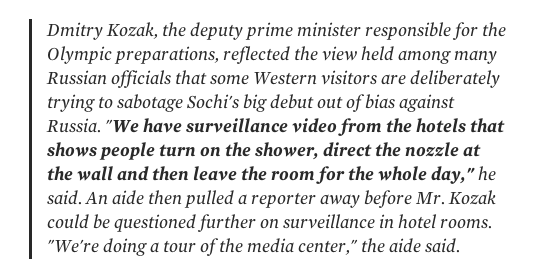 Dmitry Kozak, the deputy prime minister responsible for the
Olympic preparations, reflected the view held among many
Russian officials that some Western visitors are deliberately
trying to sabotage Sochi's big debut out of bias against
Russia. "We have surveillance video from the hotels that
shows people turn on the shower, direct the nozzle at
the wall and then leave the room for the whole day," he
said. An aide then pulled a reporter away before Mr. Kozak
could be questioned further on surveillance in hotel rooms.
"We're doing a tour of the media center," the aide said.